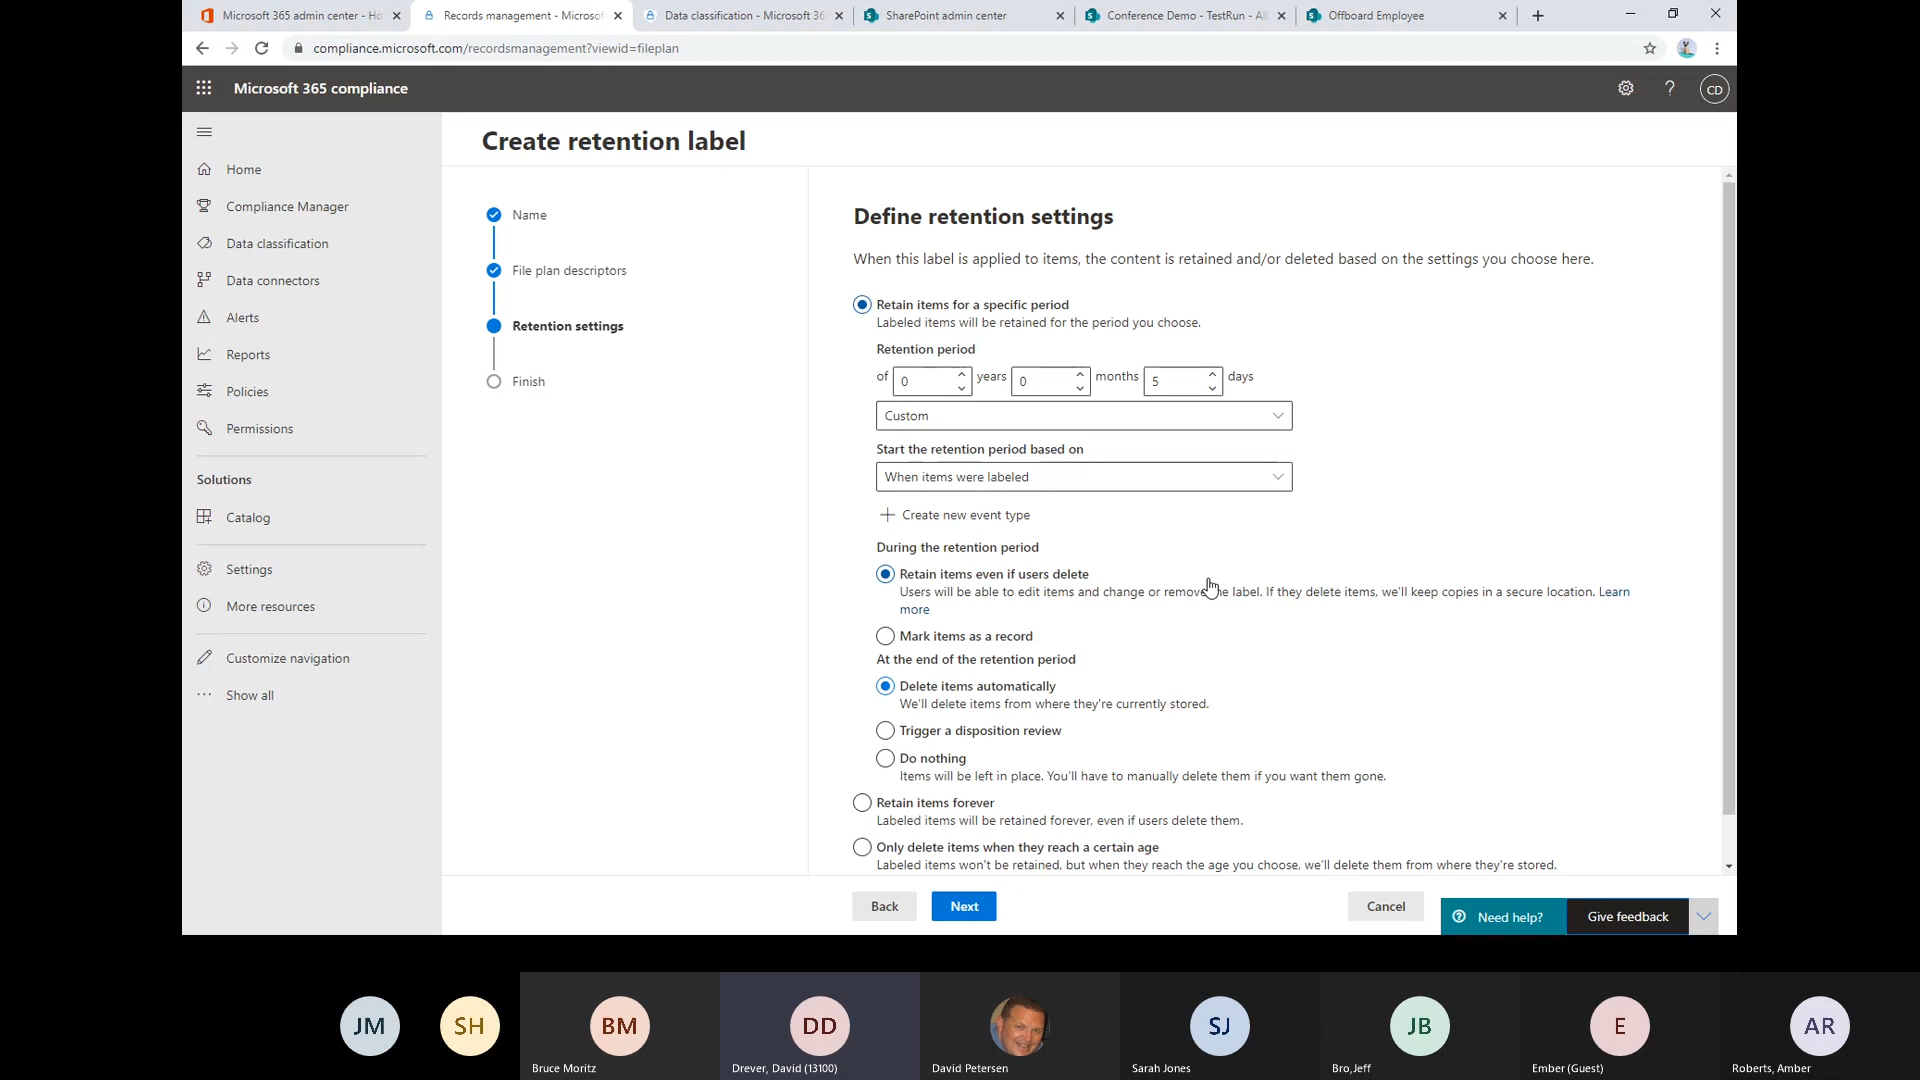 Microsoft 365 admin center - Ho
Records management - Microsof
Data classification - Microsoft 36
SharePoint admin center
Conference Demo - TestRun - All
Offboard Employee
compliance.microsoft.com/recordsmanagement?viewid=fileplan
Microsoft 365 compliance
CD
Create retention label
Home
Compliance Manager
Data classification
Data connectors
Alerts
Reports
Policies
Permissions
Solutions
Catalog
Settings
More resources
Customize navigation
Show all
Name
File plan descriptors
Retention settings
Finish
Define retention settings
When this label is applied to items, the content is retained and/or deleted based on the settings you choose here.
Retain items for a specific period
Labeled items will be retained for the period you choose.
Retention period
of 0 years 0 months 5 days
Custom
Start the retention period based on
When items were labeled
Create new event type
During the retention period
Retain items even if users delete
Users will be able to edit items and change or remove the label. If they delete items, we'll keep copies in a secure location. Learn
more
Mark items as a record
At the end of the retention period
Delete items automatically
We'll delete items from where they're currently stored.
Trigger a disposition review
Do nothing
Items will be left in place. You'll have to manually delete them if you want them gone.
Retain items forever
Labeled items will be retained forever, even if users delete them.
Only delete items when they reach a certain age
Labeled items won't be retained, but when they reach the age you choose, we'll delete them from where they're stored.
Back
Next
Cancel
Need help?
Give feedback
JM
SH
BM
DD
SJ
JB
E
AR
Bruce Moritz
Drever, David (13100)
David Petersen
Sarah Jones
Bro,Jeff
Ember (Guest)
Roberts, Amber